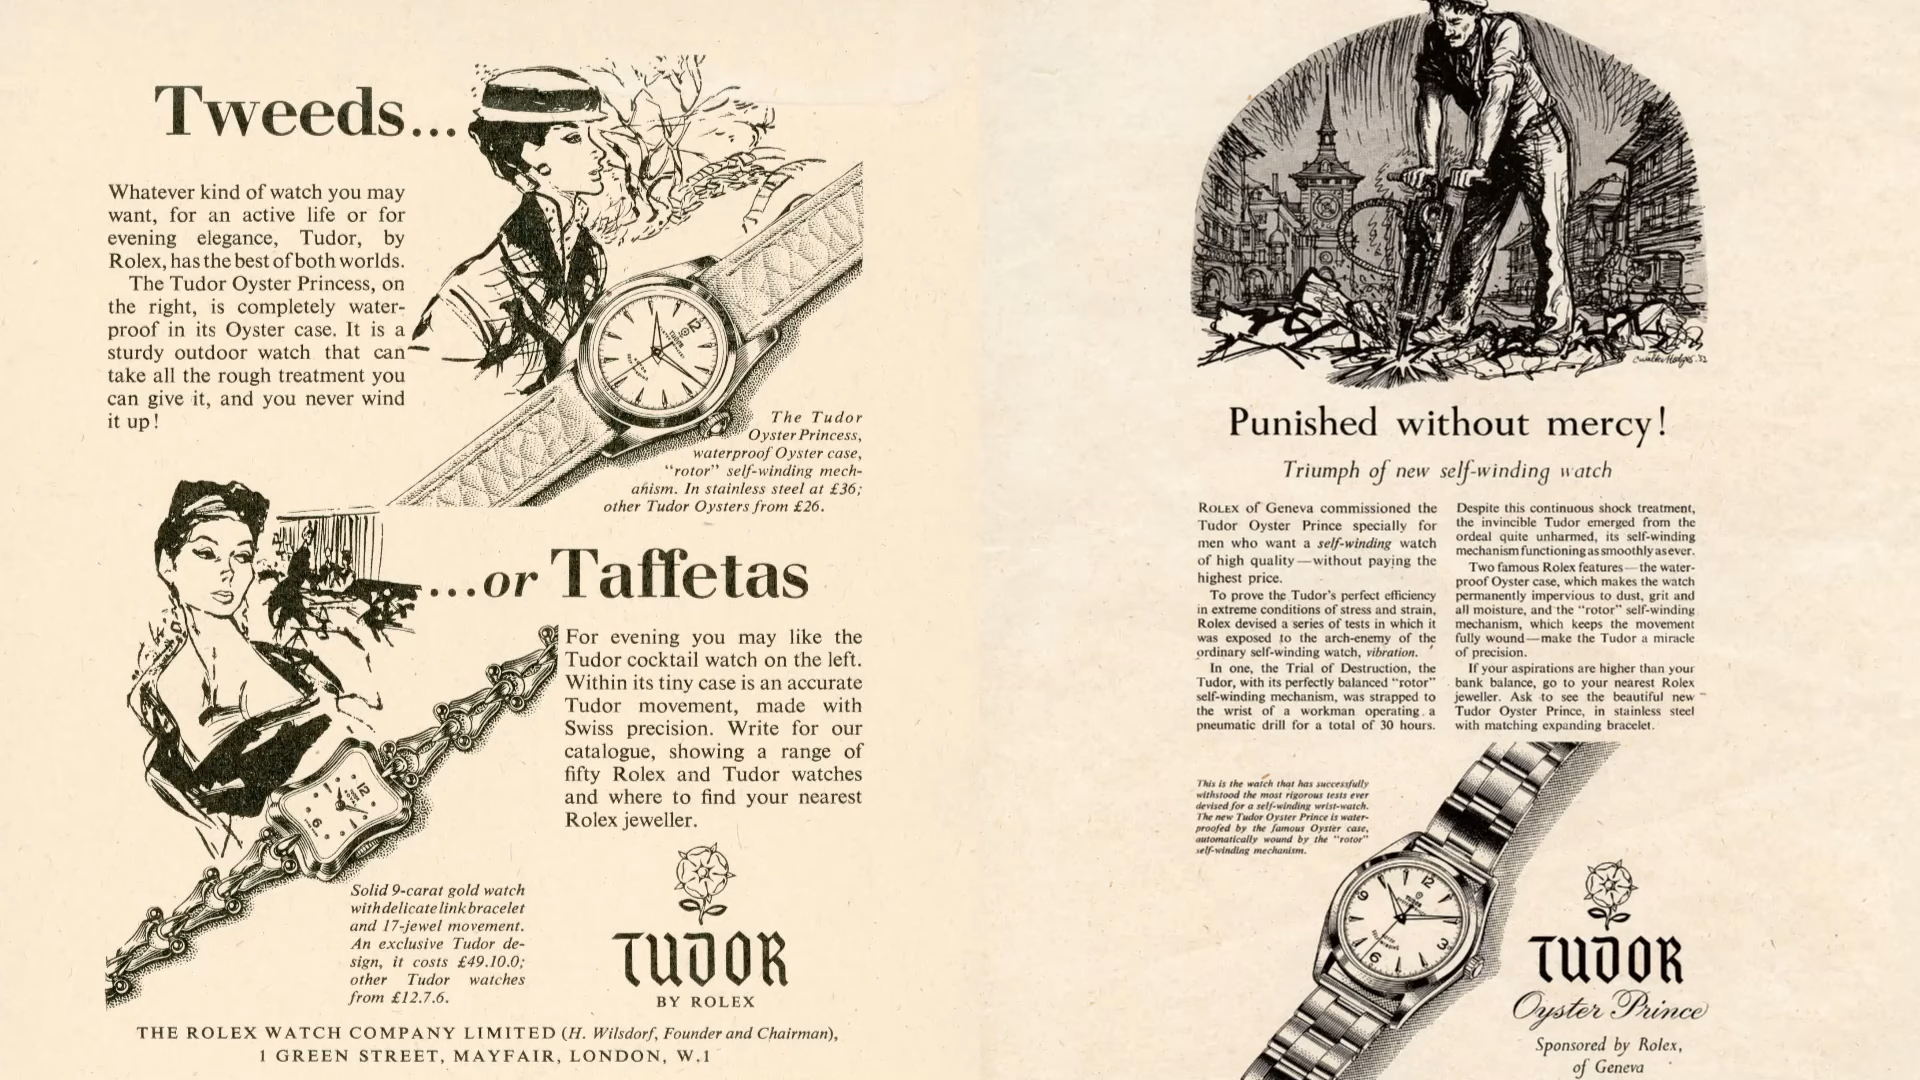 Tweeds...
Whatever kind of watch you may
want, for an active life or for
evening elegance, Tudor, by
Rolex, has the best of both worlds.
The Tudor Oyster Princess, on
the right, is completely water-
proof in its Oyster case. It is a
sturdy outdoor watch that can
take all the rough treatment you
can give it, and you never wind
it up!
The Tudor
Oyster Princess,
waterproof Oyster case,
"rotor" self-winding mech-
anism. In stainless steel at £36;
other Tudor Oysters from £26.
...or Taffetas
For evening you may like the
Tudor cocktail watch on the left.
Within its tiny case is an accurate
Tudor movement, made with
Swiss precision. Write for our
catalogue, showing a range of
fifty Rolex and Tudor watches
and where to find your nearest
Rolex jeweller.
Solid 9-carat gold watch
with delicate link bracelet
and 17-jewel movement.
An exclusive Tudor de-
sign, it costs £49.10.0;
other Tudor watches
from £12.7.6.
TUDOR
BY ROLEX
THE ROLEX WATCH COMPANY LIMITED (H. Wilsdorf, Founder and Chairman),
1 GREEN STREET, MAYFAIR, LONDON, W.1
Punished without mercy!
Triumph of new self-winding watch
ROLEX of Geneva commissioned the
Tudor Oyster Prince specially for
men who want a self-winding watch
of high quality—without paying the
highest price.
To prove the Tudor's perfect efficiency
in extreme conditions of stress and strain,
Rolex devised a series of tests in which it
was exposed to the arch-enemy of the
ordinary self-winding watch, vibration.
In one, the Trial of Destruction, the
Tudor, with its perfectly balanced "rotor"
self-winding mechanism, was strapped to
the wrist of a workman operating a
pneumatic drill for a total of 30 hours.
Despite this continuous shock treatment,
the invincible Tudor emerged from the
ordeal quite unharmed, its self-winding
mechanism functioning as smoothly as ever.
Two famous Rolex features—the water-
proof Oyster case, which makes the watch
permanently impervious to dust, grit and
all moisture, and the "rotor" self-winding
mechanism, which keeps the movement
fully wound—make the Tudor a miracle
of precision.
If your aspirations are higher than your
bank balance, go to your nearest Rolex
jeweller. Ask to see the beautiful new
Tudor Oyster Prince, in stainless steel
with matching expanding bracelet.
This is the watch that has successfully
withstood the most rigorous tests ever
devised for a self-winding wrist-watch.
The new Tudor Oyster Prince is water-
proofed by the famous Oyster case,
automatically wound by the "rotor"
self-winding mechanism.
12
3
6
9
TUDOR
Oyster Prince
Sponsored by Rolex,
of Geneva